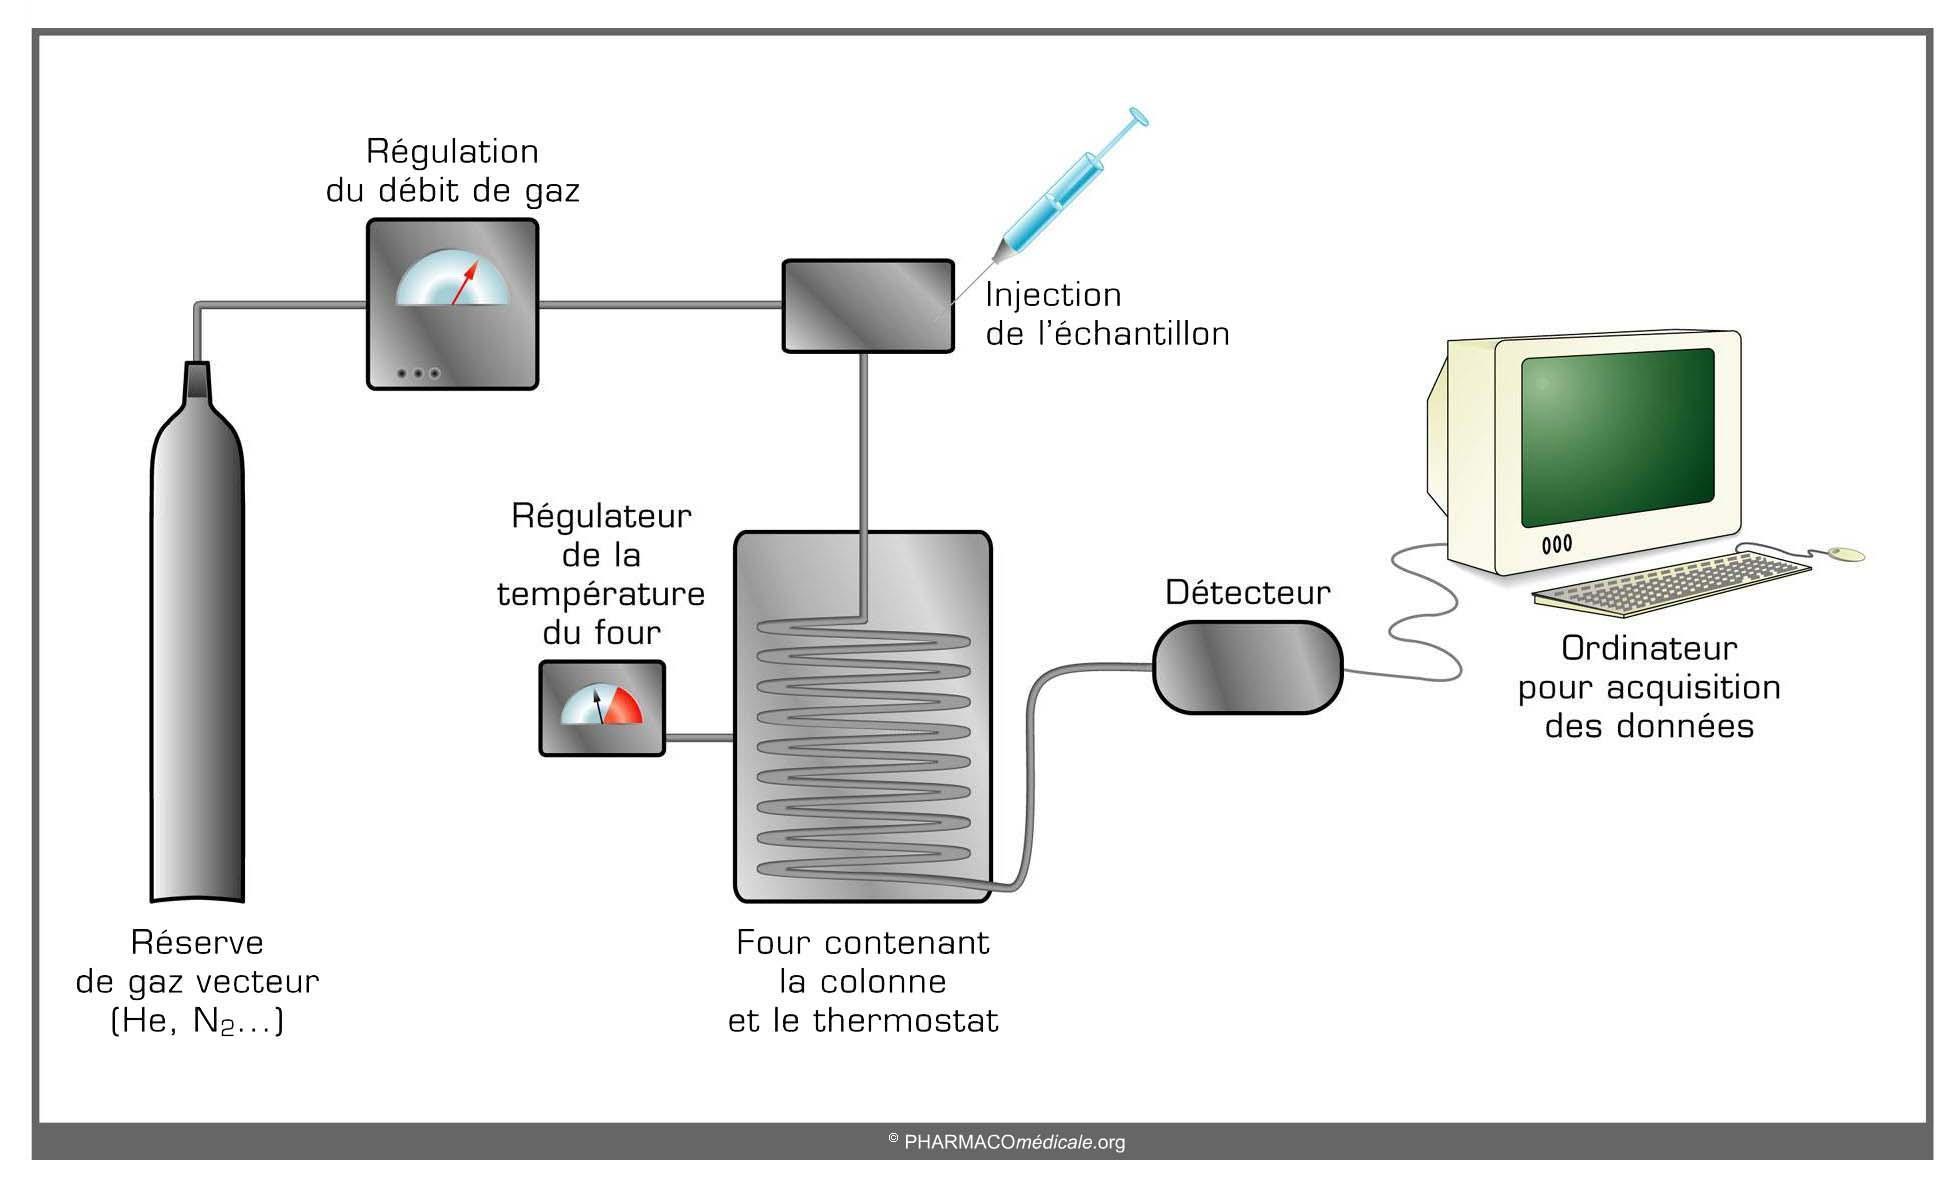 Régulation
du débit de gaz
Injection
de l'échantillon
Régulateur
de la
température
du four
Détecteur
Ordinateur
pour acquisition
des données
Réserve
de gaz vecteur
(He, N₂...)
Four contenant
la colonne
et le thermostat
© PHARMACOmédicale.org